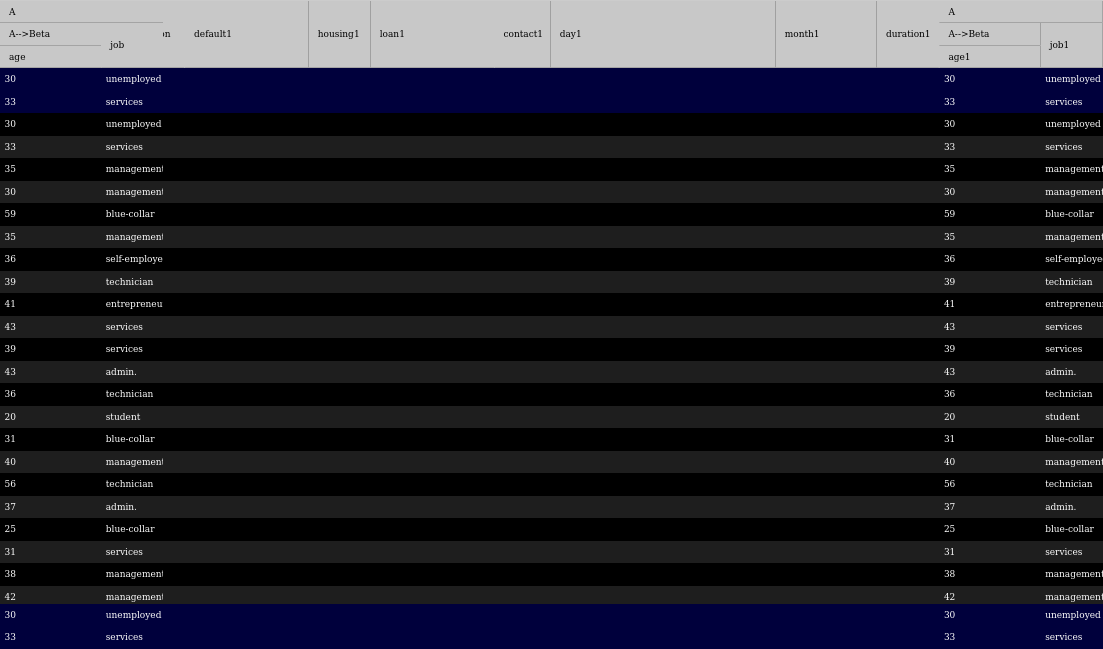 A A
A-->Beta job on default1 housing1 loan1 contact1 day1 month1 duration1 A-->Beta job1
age age1
30 unemployed 30 unemployed
33 services 33 services
30 unemployed 30 unemployed
33 services 33 services
35 management 35 management
30 management 30 management
59 blue-collar 59 blue-collar
35 management 35 management
36 self-employe 36 self-employe
39 technician 39 technician
41 entrepreneu 41 entrepreneur
43 services 43 services
39 services 39 services
43 admin. 43 admin.
36 technician 36 technician
20 student 20 student
31 blue-collar 31 blue-collar
40 management 40 management
56 technician 56 technician
37 admin. 37 admin.
25 blue-collar 25 blue-collar
31 services 31 services
38 management 38 management
42 management 42 management
30 unemployed 30 unemployed
33 services 33 services